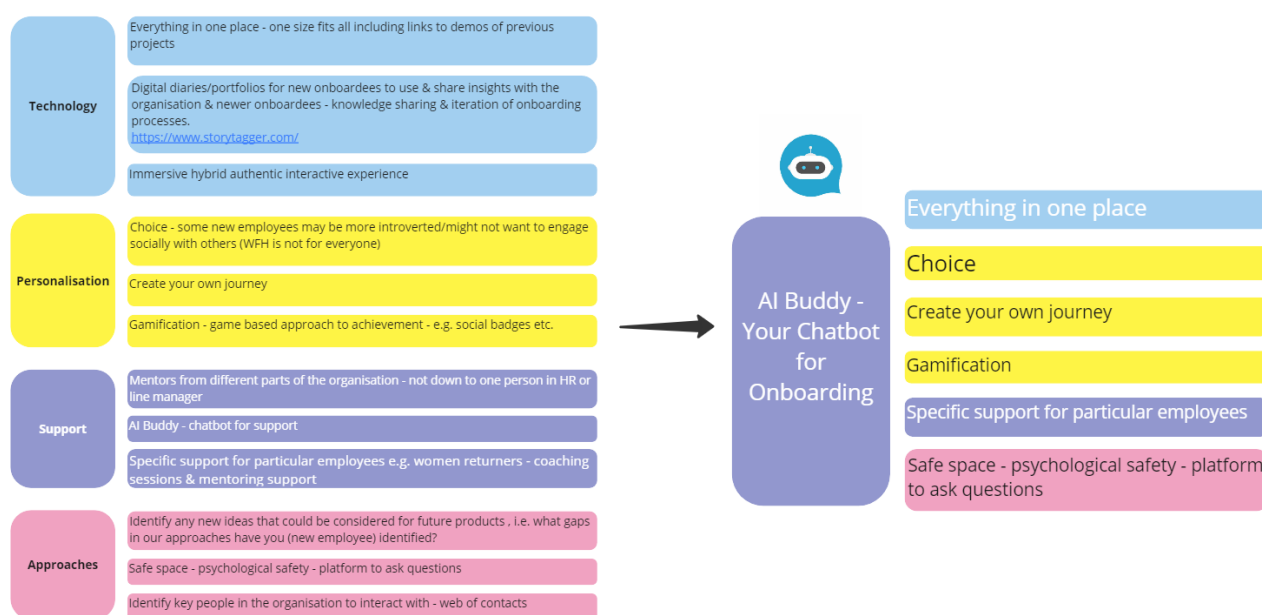 Technology
Everything in one place - one size fits all including links to demos of previous
projects
Digital diaries/portfolios for new onboardees to use & share insights with the
organisation & newer onboardees - knowledge sharing & iteration of onboarding
processes.
https://www.storytagger.com/
Immersive hybrid authentic interactive experience
Personalisation
Choice - some new employees may be more introverted/might not want to engage
socially with others (WFH is not for everyone)
Create your own journey
Gamification - game based approach to achievement - e.g. social badges etc.
Support
Mentors from different parts of the organisation - not down to one person in HR or
line manager
AI Buddy - chatbot for support
Specific support for particular employees e.g. women returners - coaching
sessions & mentoring support
Approaches
Identify any new ideas that could be considered for future products , i.e. what gaps
in our approaches have you (new employee) identified?
Safe space - psychological safety - platform to ask questions
Identify key people in the organisation to interact with - web of contacts
AI Buddy -
Your Chatbot
for
Onboarding
Everything in one place
Choice
Create your own journey
Gamification
Specific support for particular employees
Safe space - psychological safety - platform
to ask questions